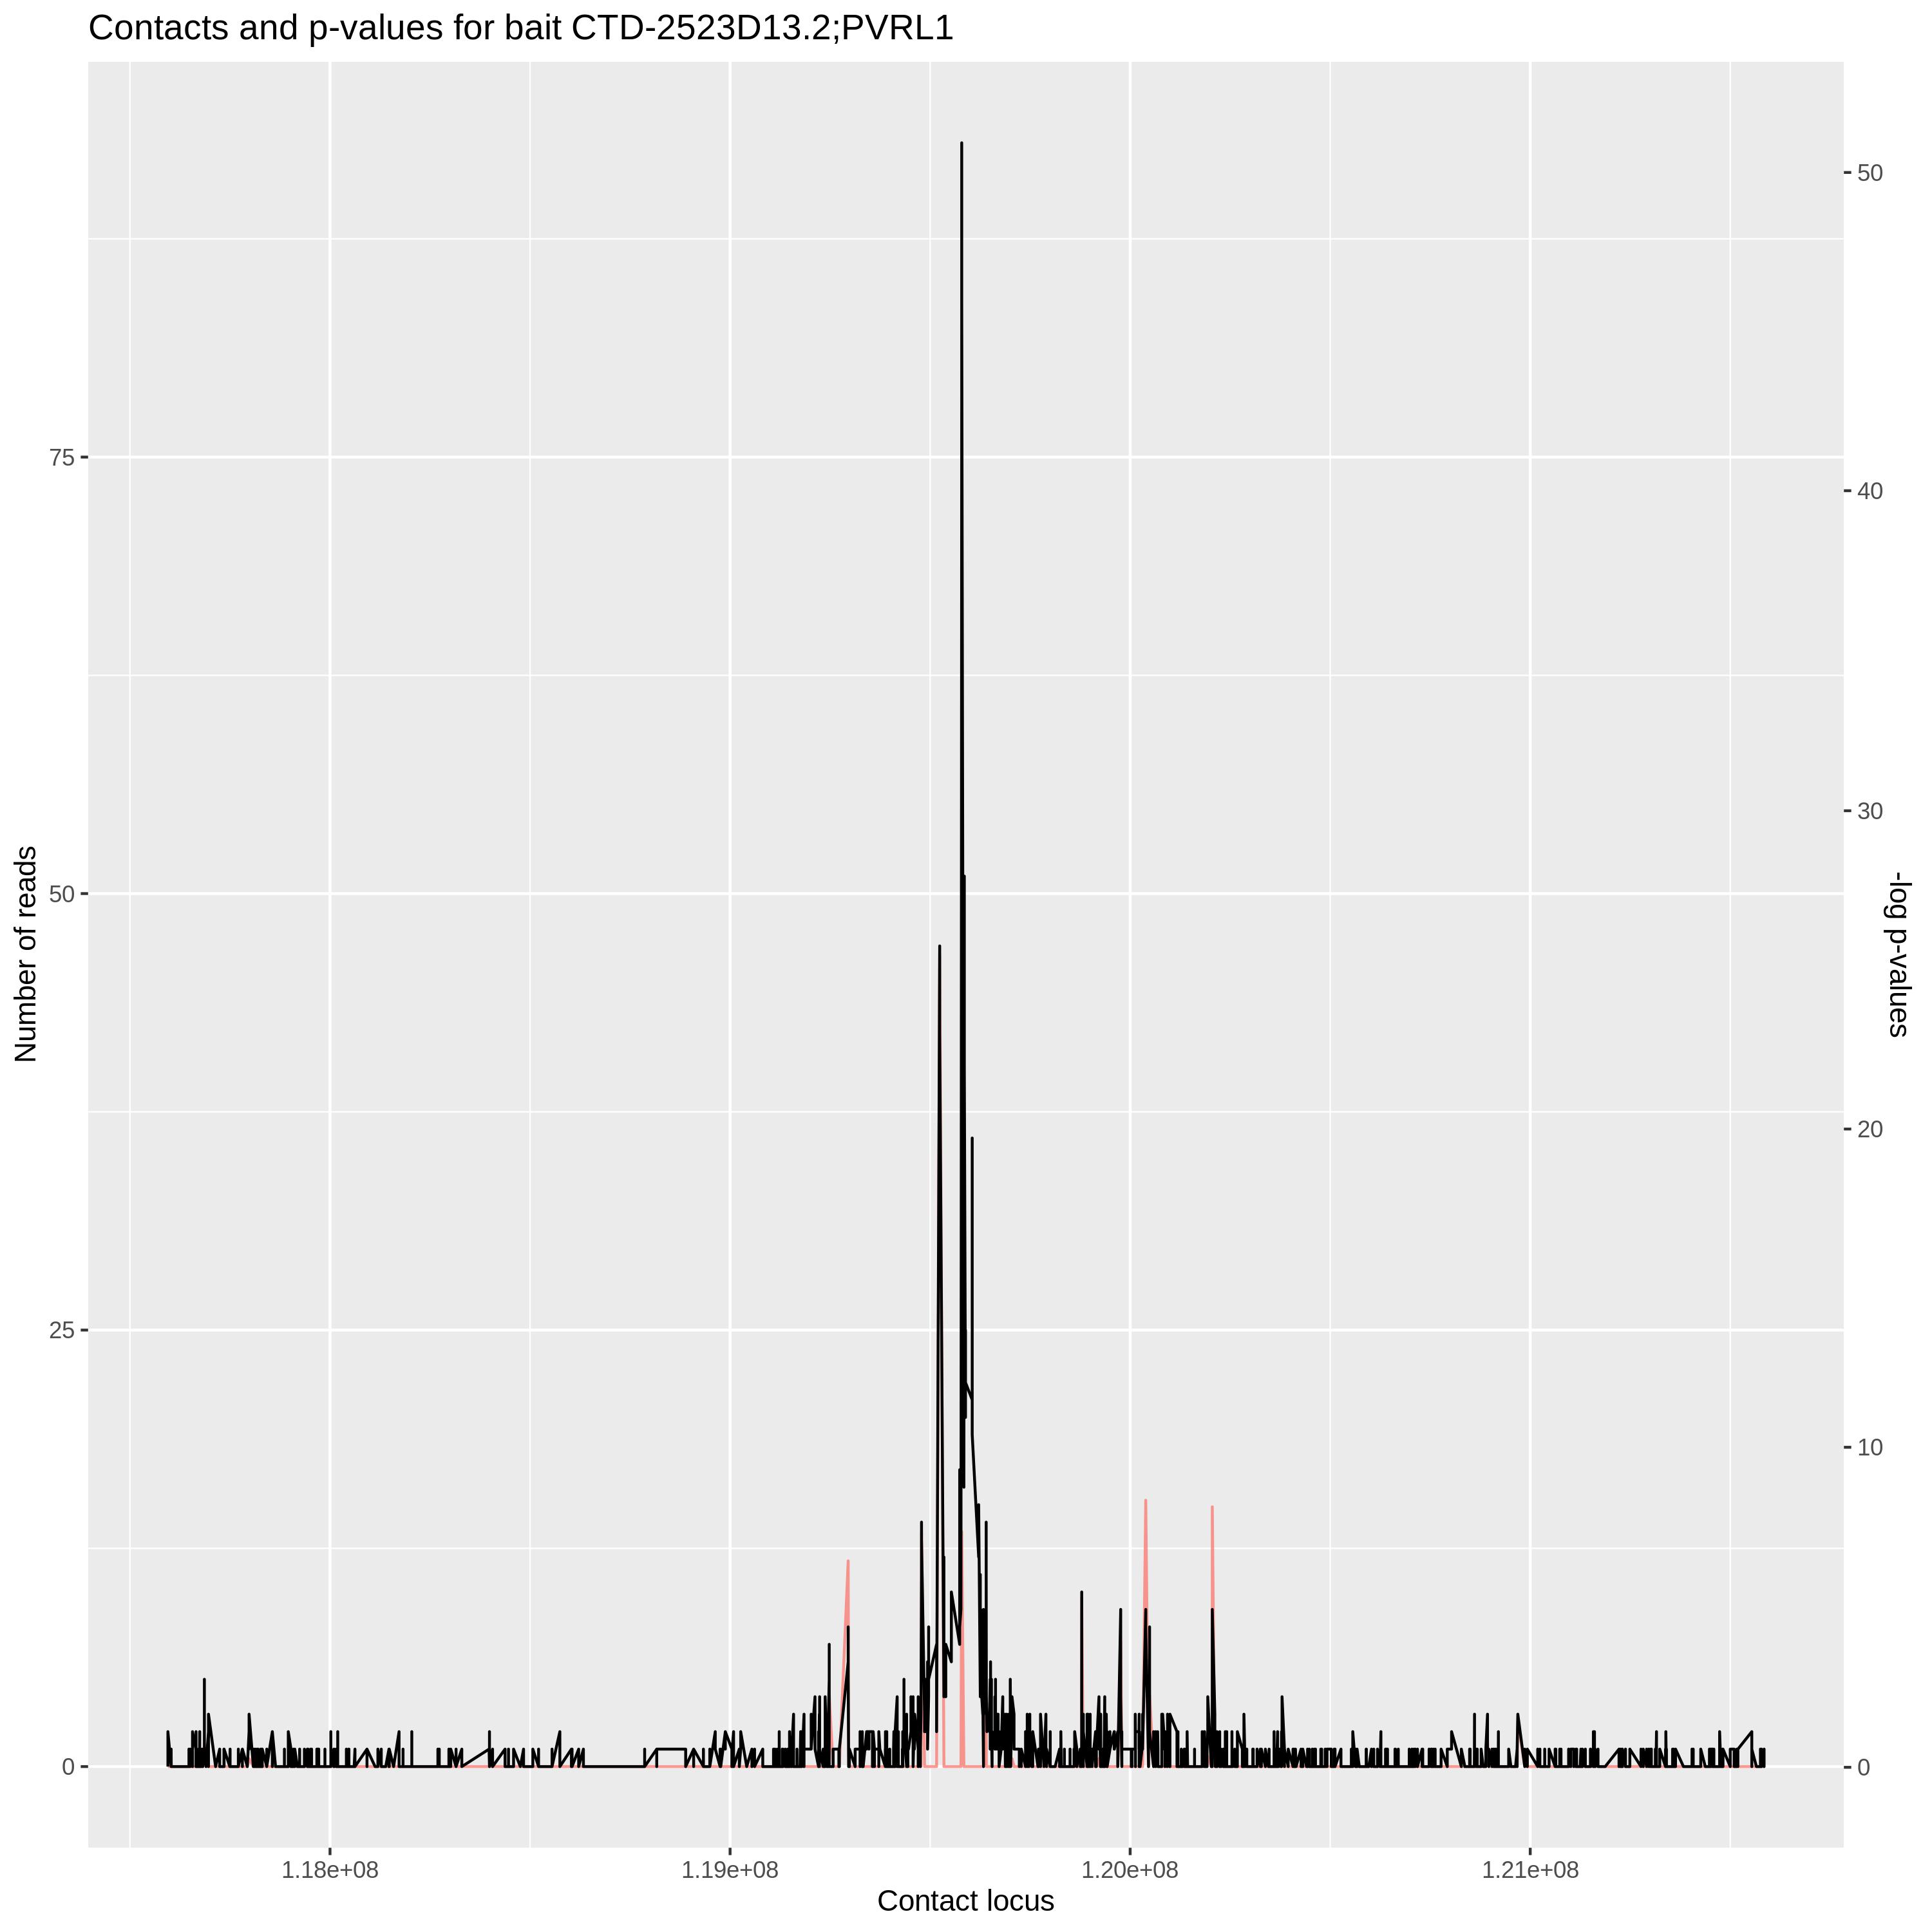 Contacts and p-values for bait CTD-2523D13.2;PVRL1
Number of reads
75
50
25
0
50
40
30
20
10
0
-log p-values
1.18e+08
1.19e+08
1.20e+08
1.21e+08
Contact locus